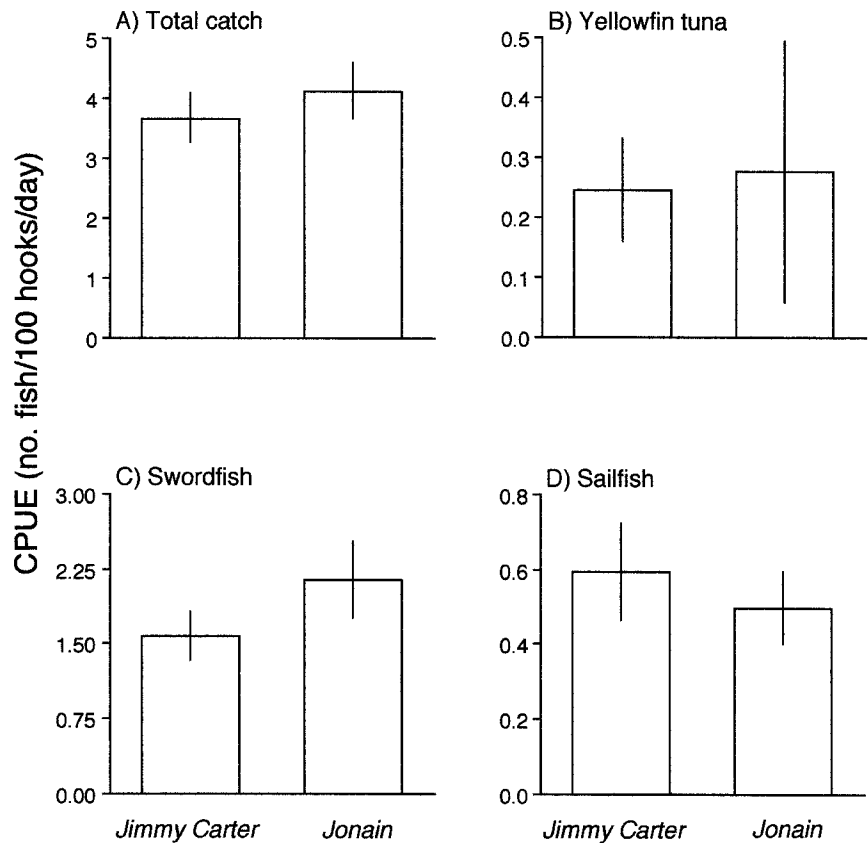 CPUE (no. fish/100 hooks/day)
A) Total catch
5
4
3
2
1
0
B) Yellowfin tuna
0.5
0.4
0.3
0.2
0.1
0.0
C) Swordfish
3.00
2.25
1.50
0.75
0.00
Jimmy Carter
Jonain
D) Sailfish
0.8
0.6
0.4
0.2
0.0
Jimmy Carter
Jonain